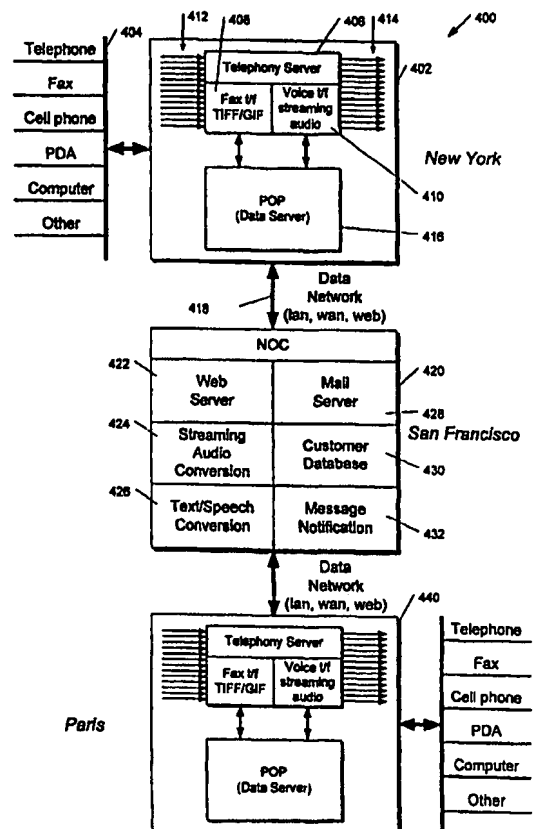 404
412
408
406
414
400
Telephone
Fax
Cell phone
PDA
Computer
Other
Telephony Server
Fax t/f
TIFF/GIF
Voice t/f
streaming
audio
402
New York
410
POP
(Data Server)
416
418
Data
Network
(lan, wan, web)
NOC
422
Web
Server
Mail
Server
420
428
San Francisco
424
Streaming
Audio
Conversion
Customer
Database
430
426
Text/Speech
Conversion
Message
Notification
432
Data
Network
(lan, wan, web)
440
Telephony Server
Fax t/f
TIFF/GIF
Voice t/f
streaming
audio
Paris
POP
(Data Server)
Telephone
Fax
Cell phone
PDA
Computer
Other